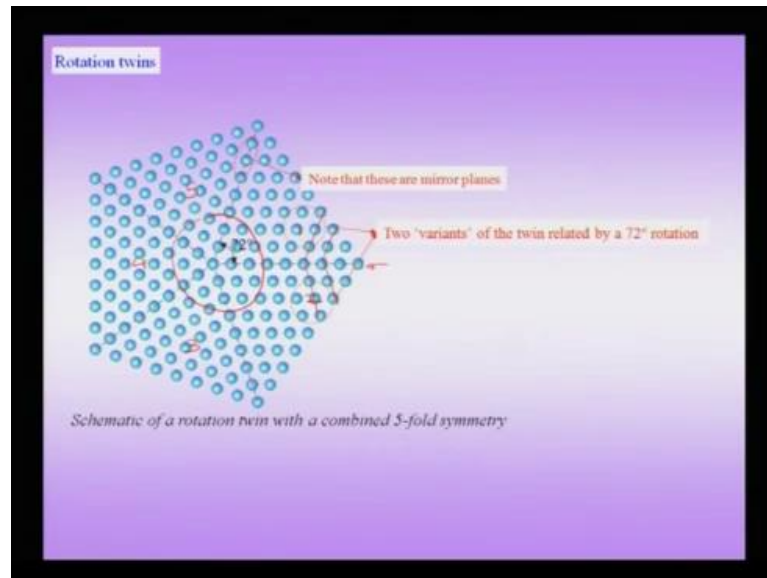 Rotation twins
Note that these are mirror planes
72°
Two 'variants' of the twin related by a 72° rotation
Schematic of a rotation twin with a combined 5-fold symmetry